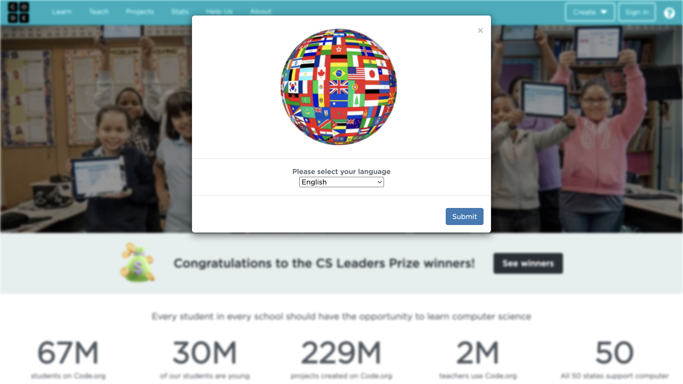 CO
DE
Learn Teach Projects Stats Help Us About
Create Sign in ?
×
Please select your language
English
Submit
Congratulations to the CS Leaders Prize winners!
See winners
Every student in every school should have the opportunity to learn computer science
67M 30M 229M 2M 50
students on Code.org of our students are young projects created on Code.org teachers use Code.org All 50 states support computer